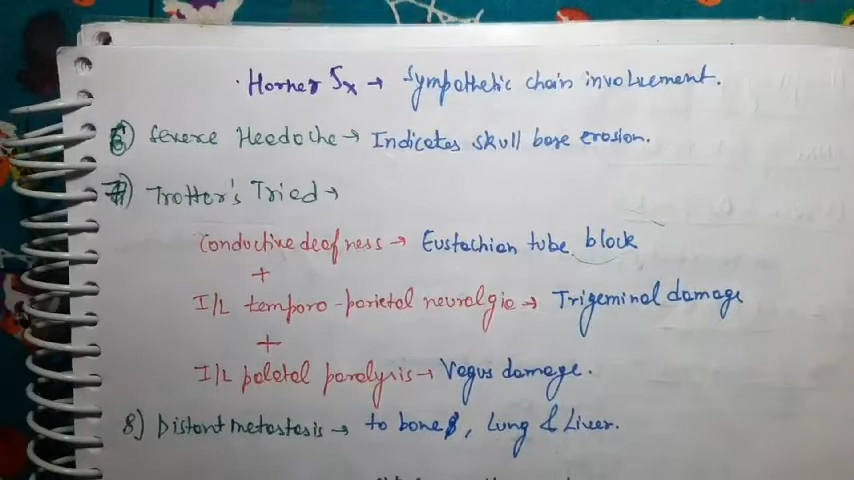 · Horner Sx → Sympathetic chain involvement.
6) Severe Headache → Indicates skull base erosion.
7) Trotter's Triad →
Conductive deafness → Eustachian tube block
+
I/L temporo-parietal neuralgia → Trigeminal damage
+
I/L palatal paralysis → Vagus damage.
8) Distant metastasis → to bone, Lung & Liver.